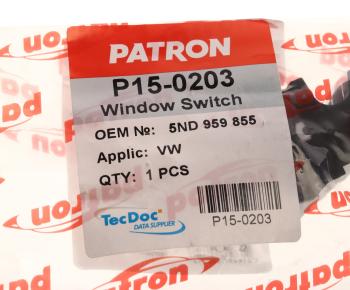 PATRON
P15-0203
Window Switch
OEM №: 5ND 959 855
Applic: VW
QTY: 1 PCS
TecDoc
DATA SUPPLIER
P15-0203
patron